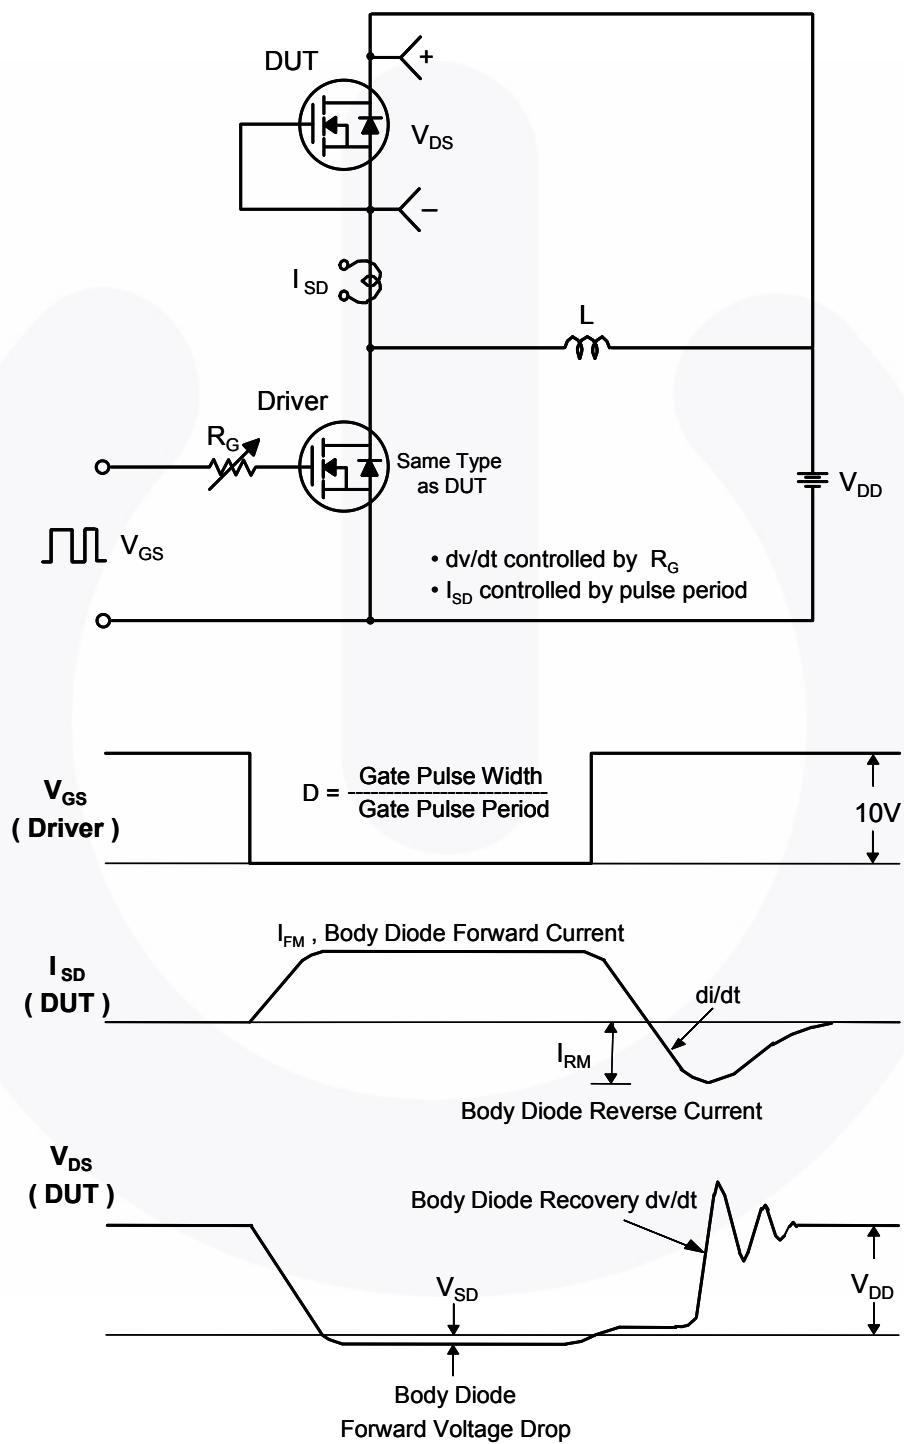 DUT
+
V_DS
–
I_SD
L
Driver
R_G
Same Type
as DUT
V_DD
V_GS
• dv/dt controlled by R_G
• I_SD controlled by pulse period
V_GS
( Driver )
D = Gate Pulse Width
Gate Pulse Period
10V
I_FM , Body Diode Forward Current
I_SD
( DUT )
di/dt
I_RM
Body Diode Reverse Current
V_DS
( DUT )
Body Diode Recovery dv/dt
V_SD
V_DD
Body Diode
Forward Voltage Drop